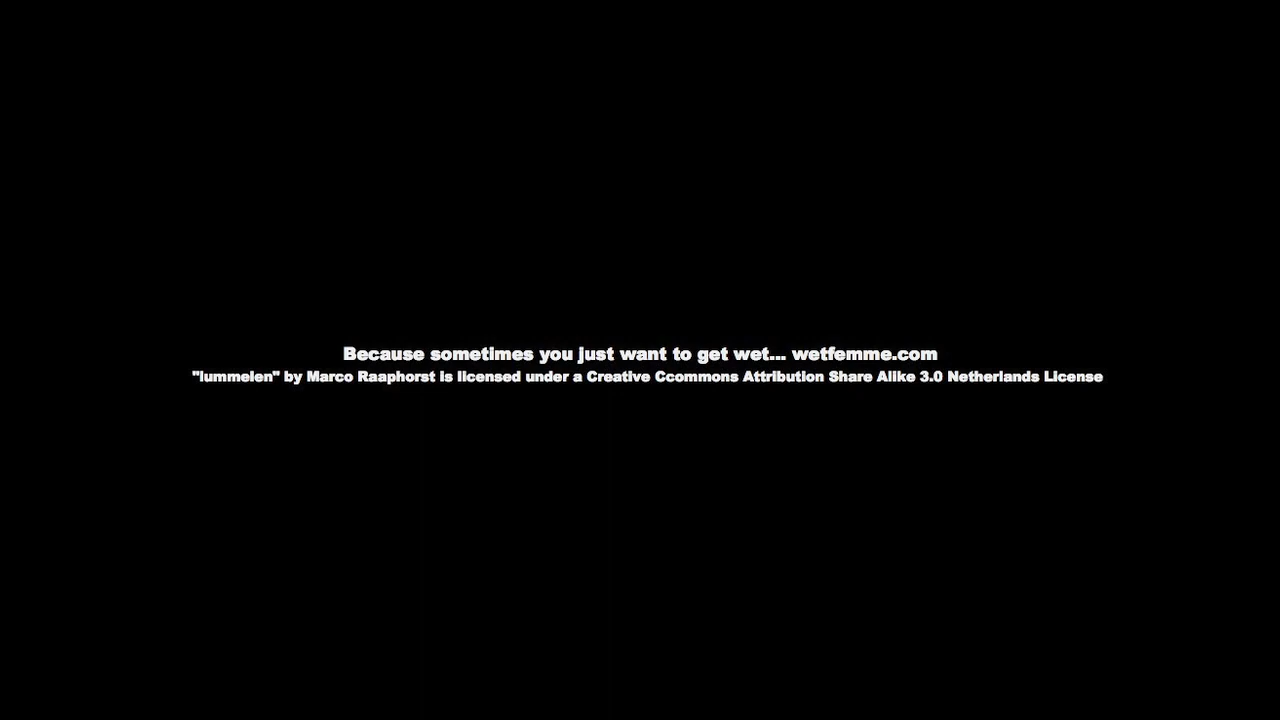 Because sometimes you just want to get wet... wetfemme.com
"lummelen" by Marco Raaphorst is licensed under a Creative Ccommons Attribution Share Alike 3.0 Netherlands License